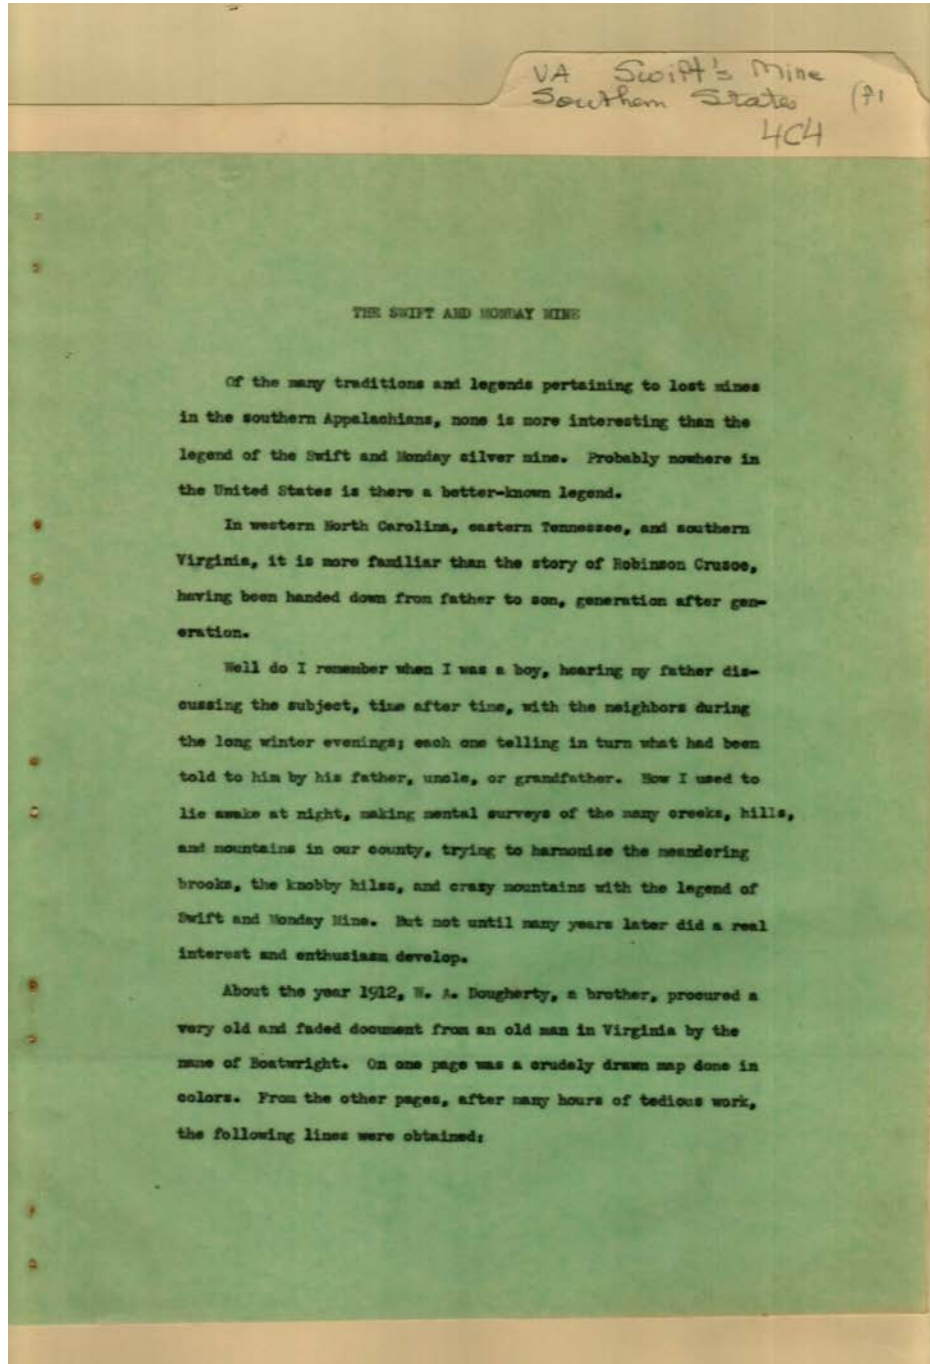 VA Swift's Mine
Southern States (P1
4C4
THE SWIFT AND MONDAY MINE
Of the many traditions and legends pertaining to lost mines
in the southern Appalachians, none is more interesting than the
legend of the Swift and Monday silver mine. Probably nowhere in
the United States is there a better-known legend.
In western North Carolina, eastern Tennessee, and southern
Virginia, it is more familiar than the story of Robinson Crusoe,
having been handed down from father to son, generation after gen-
eration.
Well do I remember when I was a boy, hearing my father dis-
cussing the subject, time after time, with the neighbors during
the long winter evenings; each one telling in turn what had been
told to him by his father, uncle, or grandfather. How I used to
lie awake at night, making mental surveys of the many creeks, hills,
and mountains in our county, trying to harmonize the meandering
brooks, the knobby hilss, and crazy mountains with the legend of
Swift and Monday Mine. But not until many years later did a real
interest and enthusiasm develop.
About the year 1912, W. A. Dougherty, a brother, procured a
very old and faded document from an old man in Virginia by the
name of Boatwright. On one page was a crudely drawn map done in
colors. From the other pages, after many hours of tedious work,
the following lines were obtained: